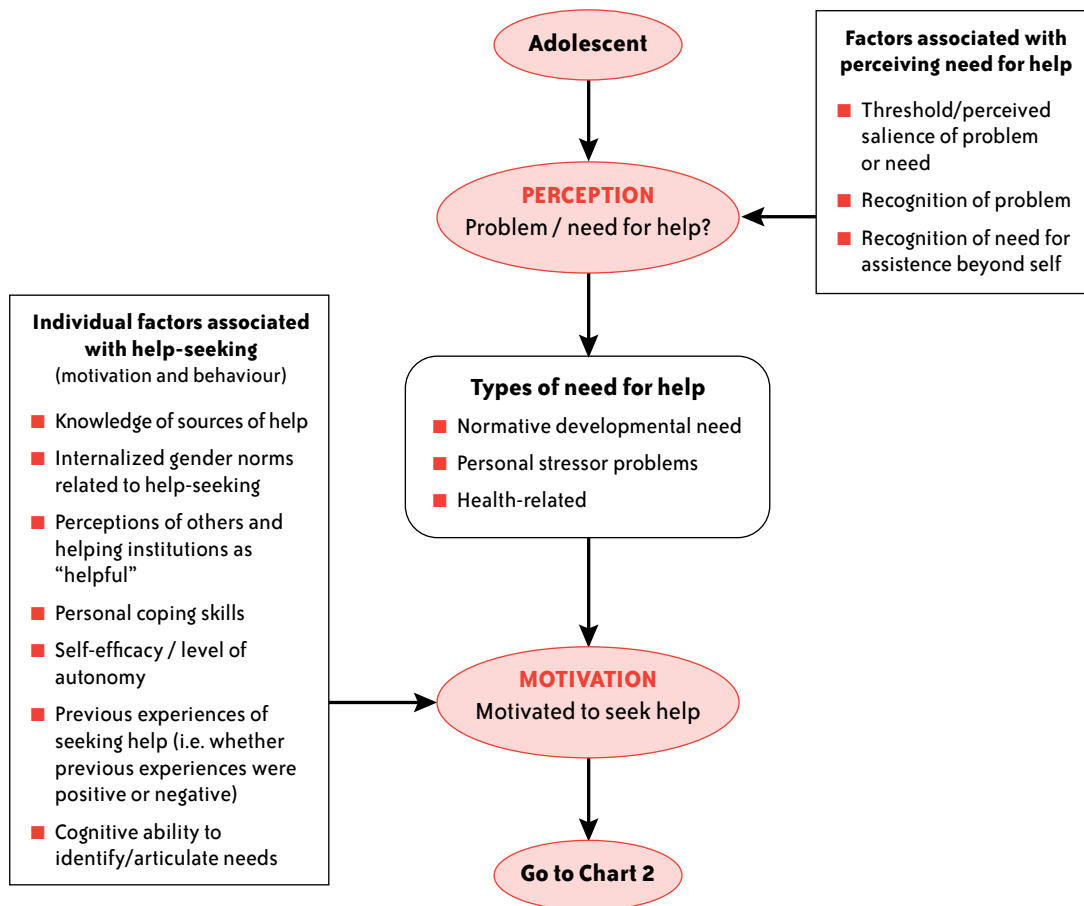 Adolescent
Factors associated with
perceiving need for help
Threshold/perceived
salience of problem
or need
Recognition of problem
Recognition of need for
assistence beyond self
PERCEPTION
Problem / need for help?
Individual factors associated
with help-seeking
(motivation and behaviour)
Knowledge of sources of help
Internalized gender norms
related to help-seeking
Perceptions of others and
helping institutions as
“helpful”
Personal coping skills
Self-efficacy / level of
autonomy
Previous experiences of
seeking help (i.e. whether
previous experiences were
positive or negative)
Cognitive ability to
identify/articulate needs
Types of need for help
Normative developmental need
Personal stressor problems
Health-related
MOTIVATION
Motivated to seek help
Go to Chart 2